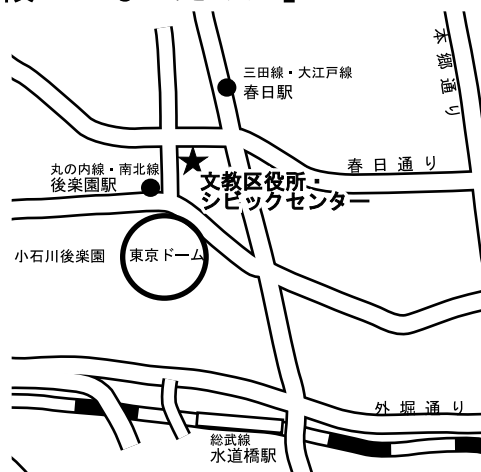 本郷通り
三田線・大江戸線
春日駅
春日通り
丸の内線・南北線
後楽園駅
文教区役所・
シビックセンター
小石川後楽園
東京ドーム
外堀通り
総武線
水道橋駅